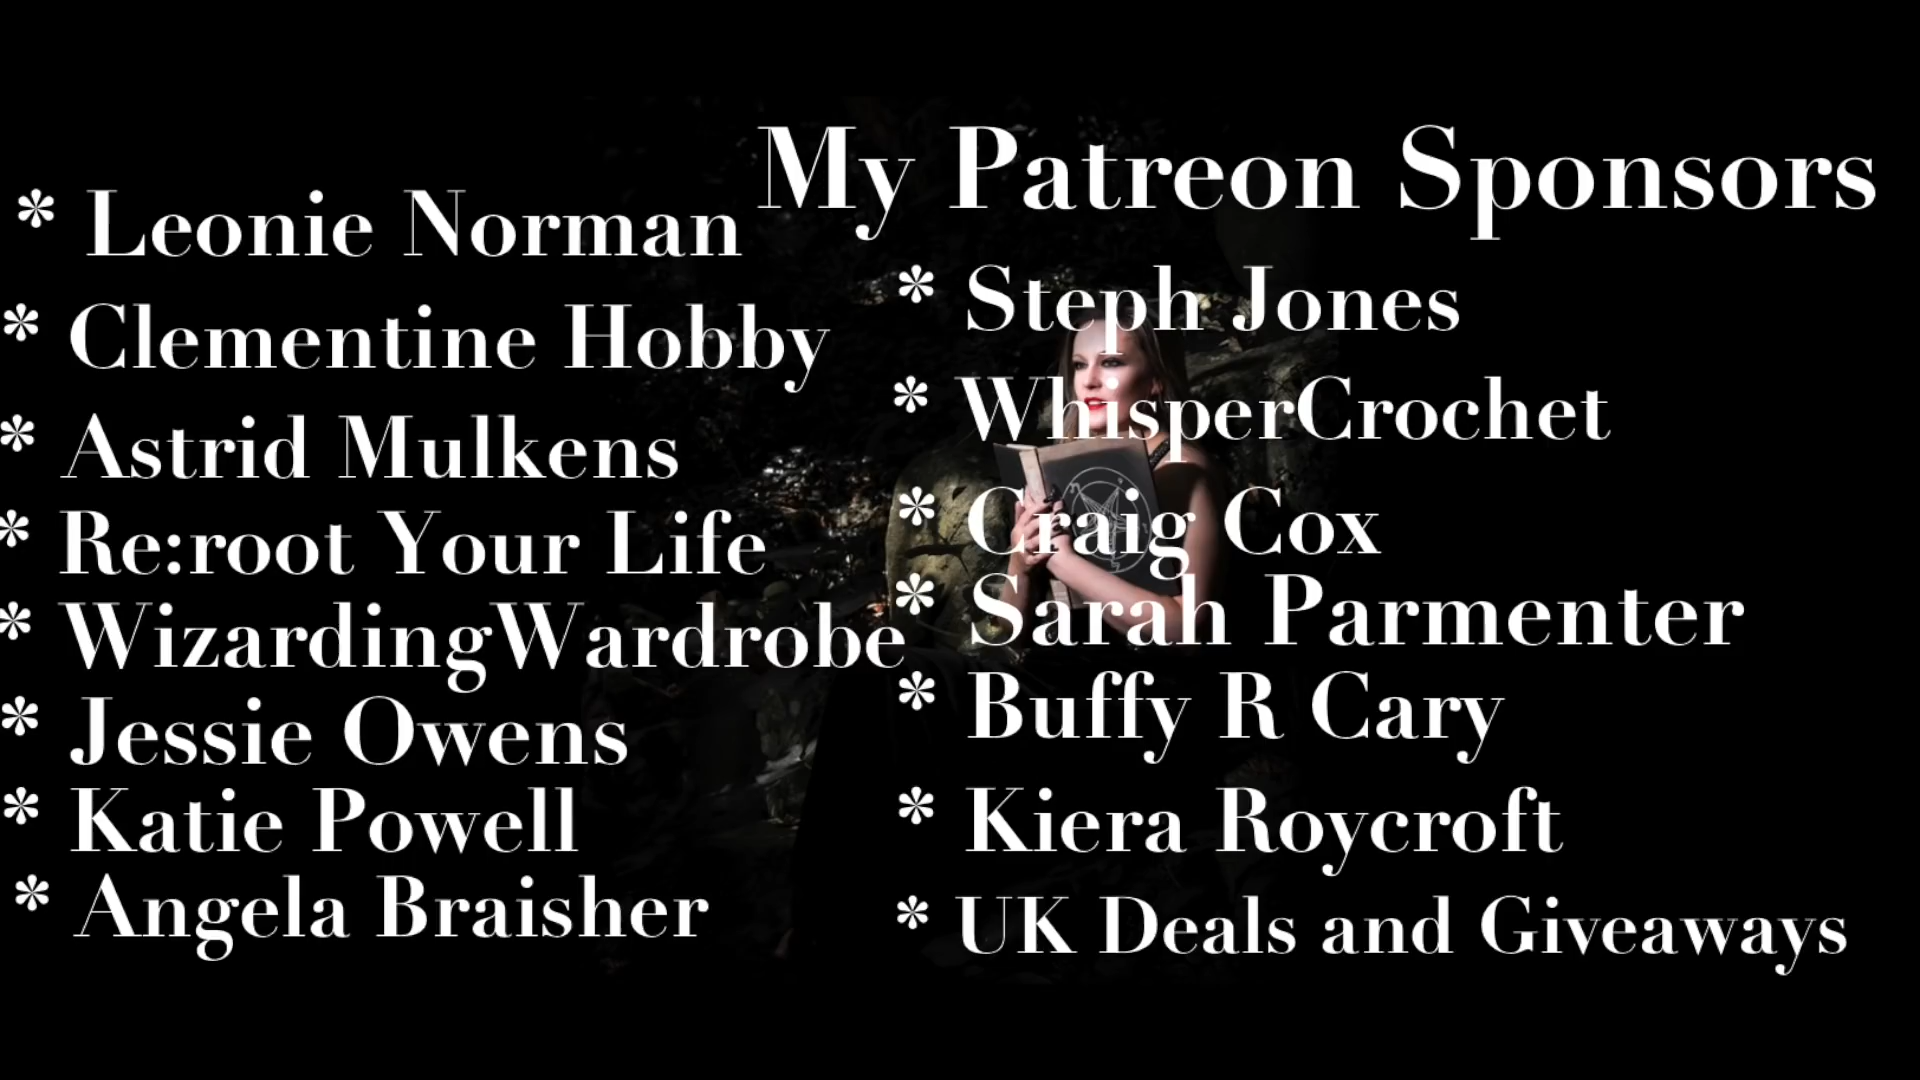 My Patreon Sponsors
* Leonie Norman
* Clementine Hobby
* Astrid Mulkens
* Re:root Your Life
* WizardingWardrobe
* Jessie Owens
* Katie Powell
* Angela Braisher
* Steph Jones
* WhisperCrochet
* Craig Cox
* Sarah Parmenter
* Buffy R Cary
* Kiera Roycroft
* UK Deals and Giveaways